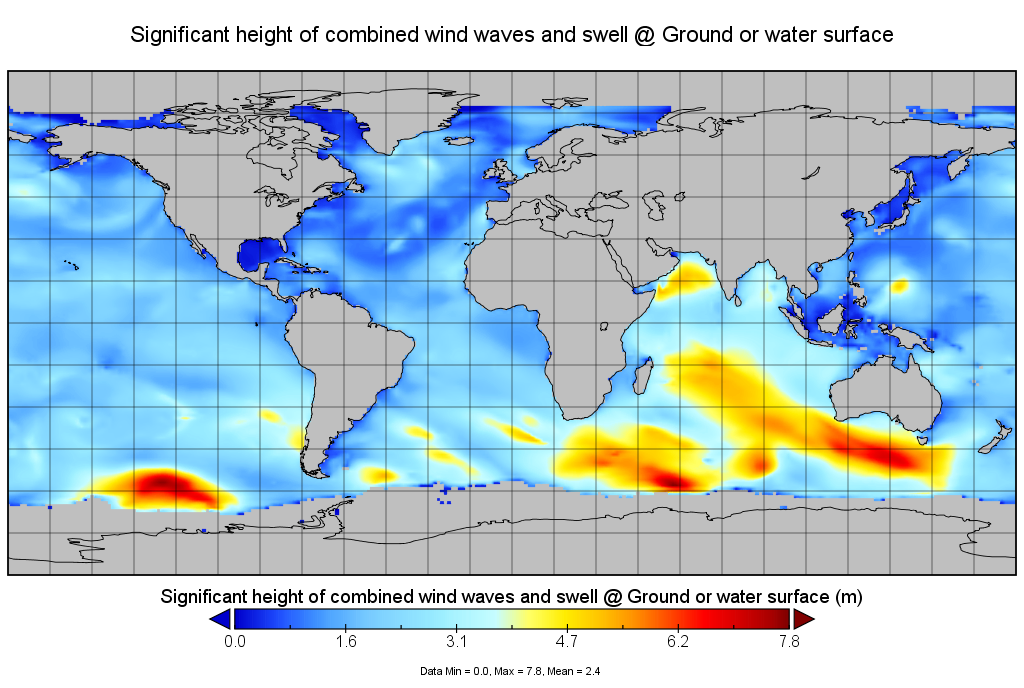 Significant height of combined wind waves and swell @ Ground or water surface
Significant height of combined wind waves and swell @ Ground or water surface (m)
0.0 1.6 3.1 4.7 6.2 7.8
Data Min = 0.0, Max = 7.8, Mean = 2.4